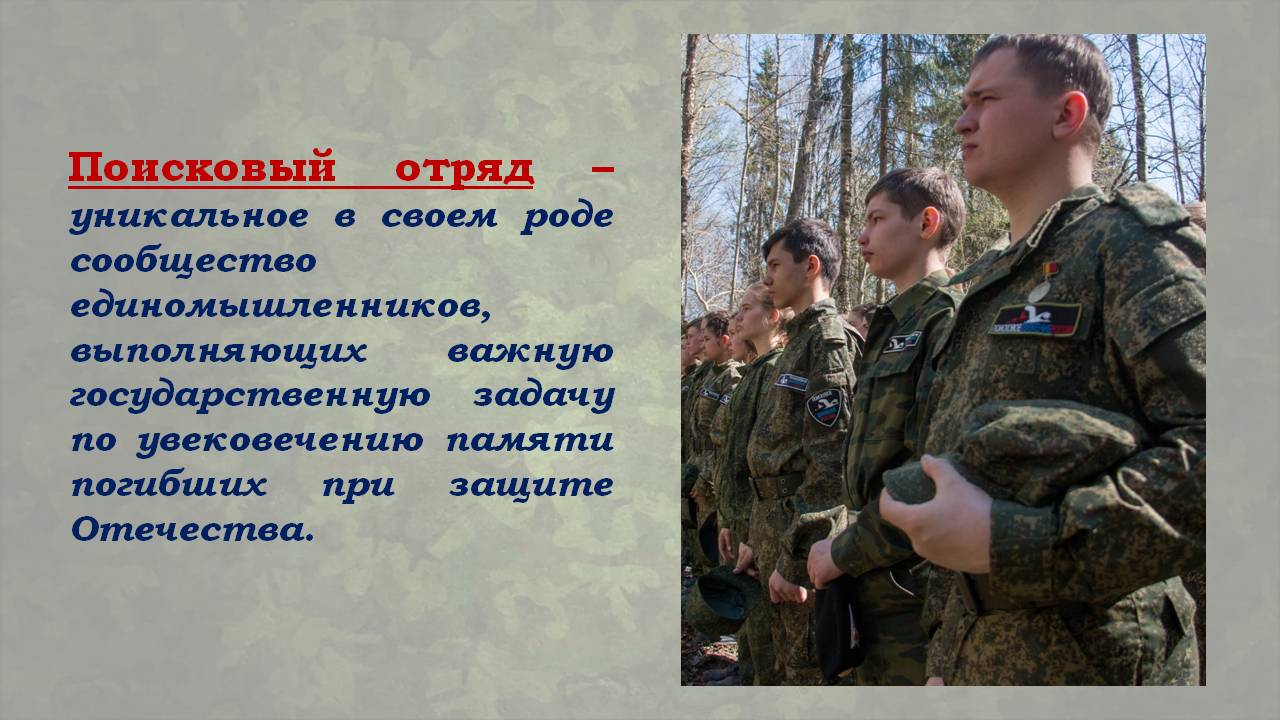 Поисковый отряд –
уникальное в своем роде
сообщество
единомышленников,
выполняющих важную
государственную задачу
по увековечению памяти
погибших при защите
Отечества.